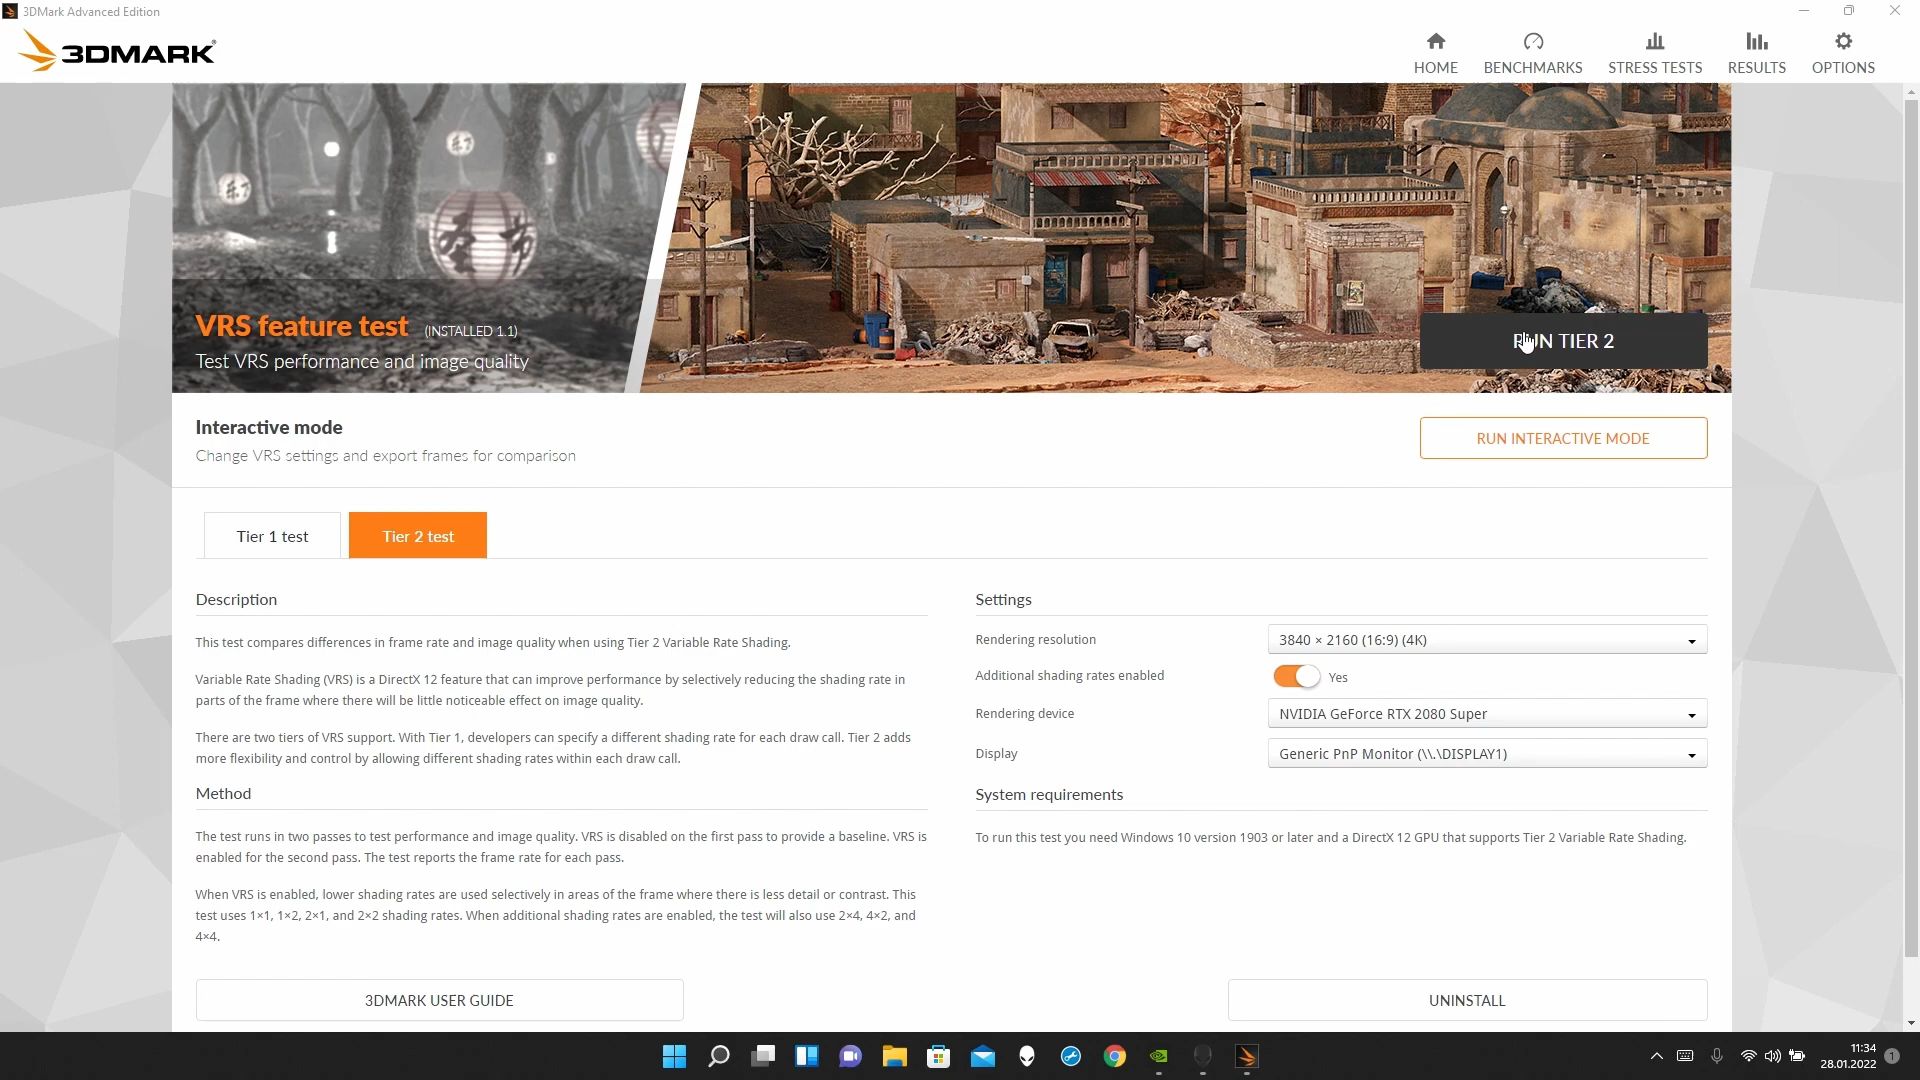 3DMark Advanced Edition
3DMARK
HOME
BENCHMARKS
STRESS TESTS
RESULTS
OPTIONS
VRS feature test (INSTALLED 1.1)
Test VRS performance and image quality
RUN TIER 2
Interactive mode
Change VRS settings and export frames for comparison
RUN INTERACTIVE MODE
Tier 1 test
Tier 2 test
Description
This test compares differences in frame rate and image quality when using Tier 2 Variable Rate Shading.
Variable Rate Shading (VRS) is a DirectX 12 feature that can improve performance by selectively reducing the shading rate in
parts of the frame where there will be little noticeable effect on image quality.
There are two tiers of VRS support. With Tier 1, developers can specify a different shading rate for each draw call. Tier 2 adds
more flexibility and control by allowing different shading rates within each draw call.
Method
The test runs in two passes to test performance and image quality. VRS is disabled on the first pass to provide a baseline. VRS is
enabled for the second pass. The test reports the frame rate for each pass.
When VRS is enabled, lower shading rates are used selectively in areas of the frame where there is less detail or contrast. This
test uses 1×1, 1×2, 2×1, and 2×2 shading rates. When additional shading rates are enabled, the test will also use 2×4, 4×2, and
4×4.
Settings
Rendering resolution
3840 × 2160 (16:9) (4K)
Additional shading rates enabled
Yes
Rendering device
NVIDIA GeForce RTX 2080 Super
Display
Generic PnP Monitor (\\.\DISPLAY1)
System requirements
To run this test you need Windows 10 version 1903 or later and a DirectX 12 GPU that supports Tier 2 Variable Rate Shading.
3DMARK USER GUIDE
UNINSTALL
11:34
28.01.2022
1